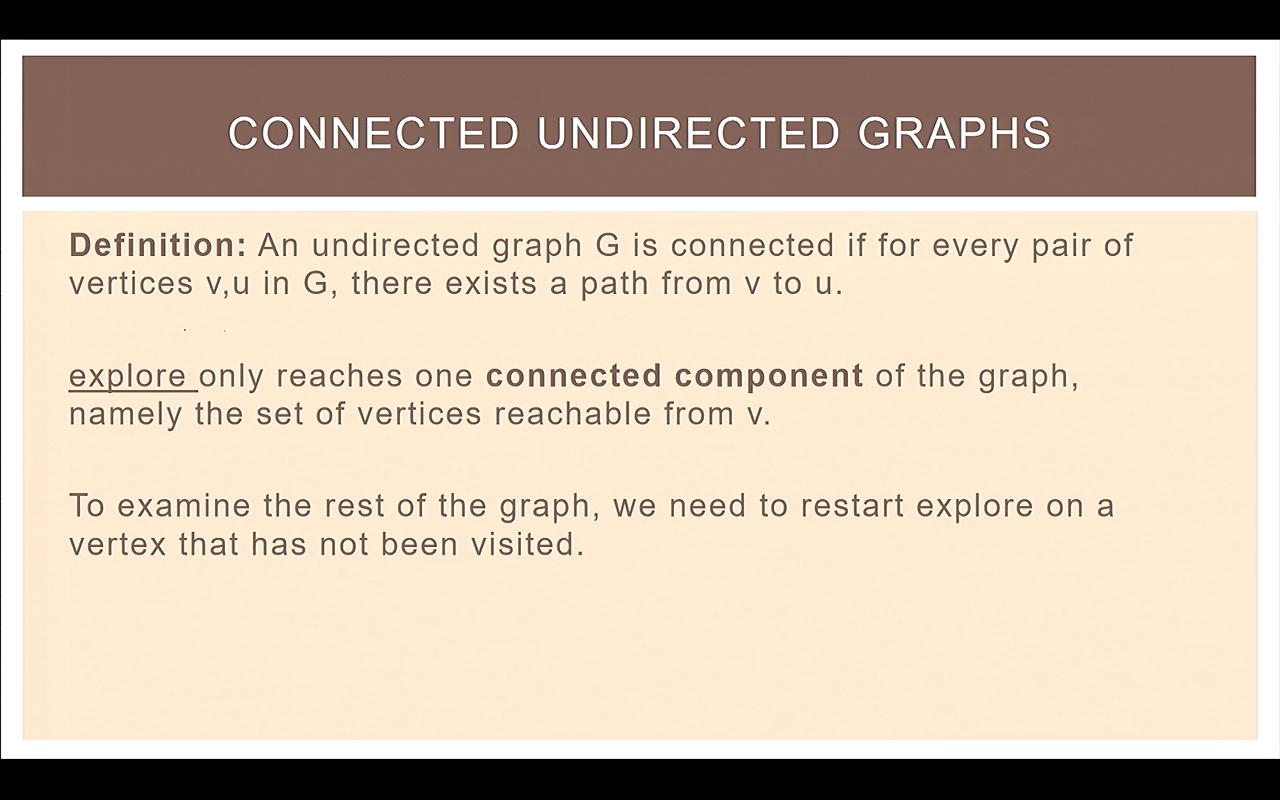 CONNECTED UNDIRECTED GRAPHS
Definition: An undirected graph G is connected if for every pair of
vertices v,u in G, there exists a path from v to u.
explore only reaches one connected component of the graph,
namely the set of vertices reachable from v.
To examine the rest of the graph, we need to restart explore on a
vertex that has not been visited.